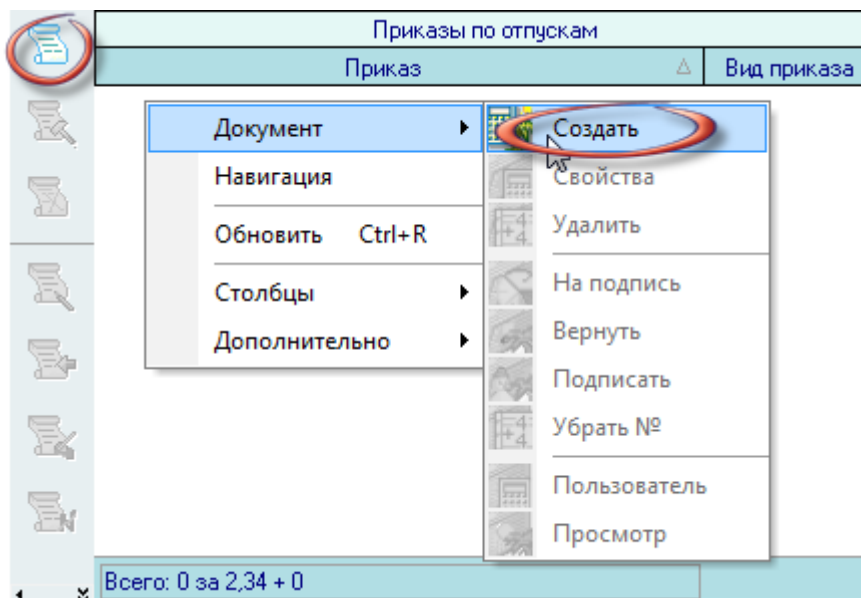 Приказы по отпускам
Приказ Вид приказа
Документ
Навигация
Обновить Ctrl+R
Столбцы
Дополнительно
Создать
Свойства
Удалить
На подпись
Вернуть
Подписать
Убрать №
Пользователь
Просмотр
Всего: 0 за 2,34 + 0